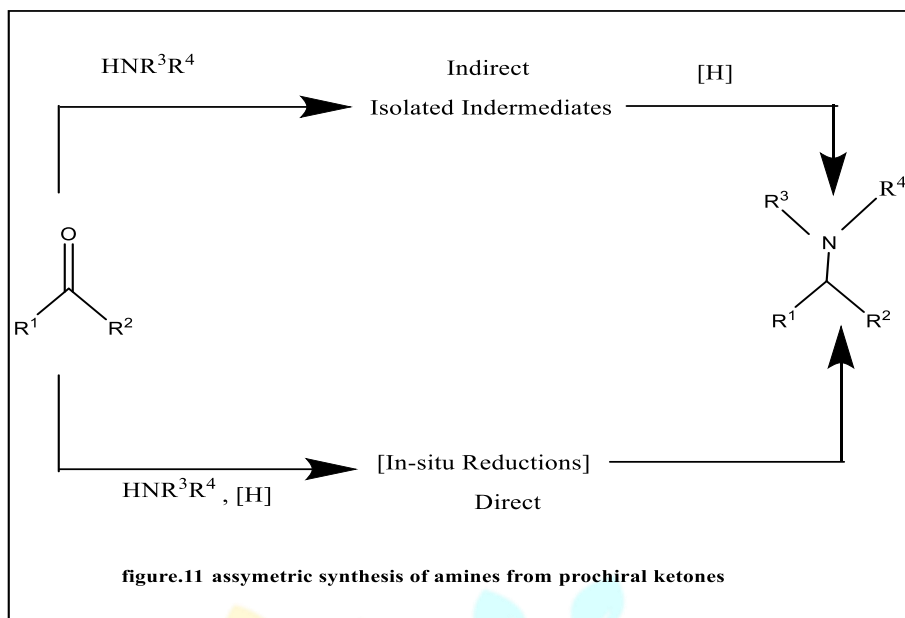 HNR³R⁴
Indirect
[H]
Isolated Indermediates
R³
R⁴
N
O
R¹
R²
R¹
R²
[In-situ Reductions]
HNR³R⁴ , [H]
Direct
figure.11 assymetric synthesis of amines from prochiral ketones